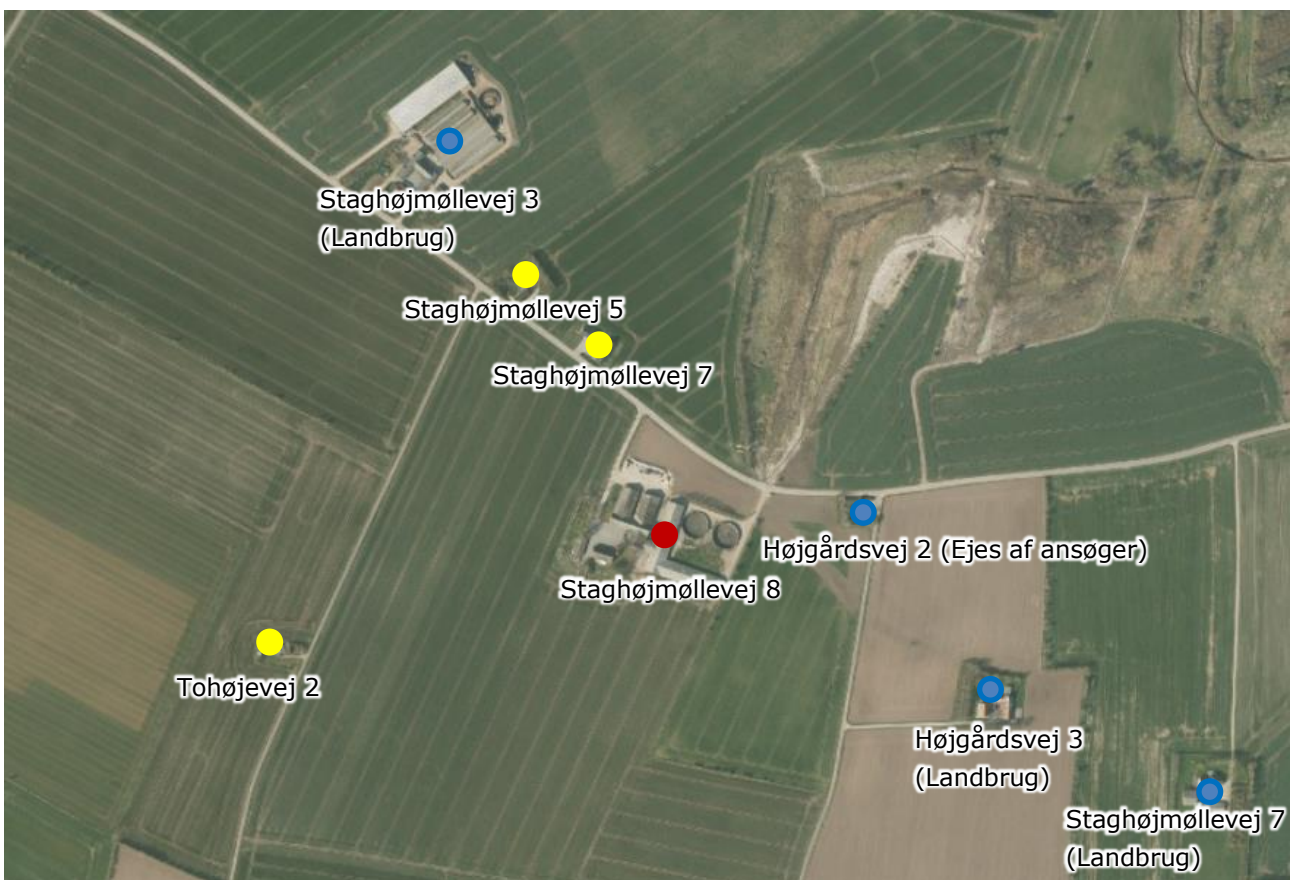 Staghøjmøllevej 3
(Landbrug)
Staghøjmøllevej 5
Staghøjmøllevej 7
Højgårdsvej 2 (Ejes af ansøger)
Staghøjmøllevej 8
Tohøjevej 2
Højgårdsvej 3
(Landbrug)
Staghøjmøllevej 7
(Landbrug)